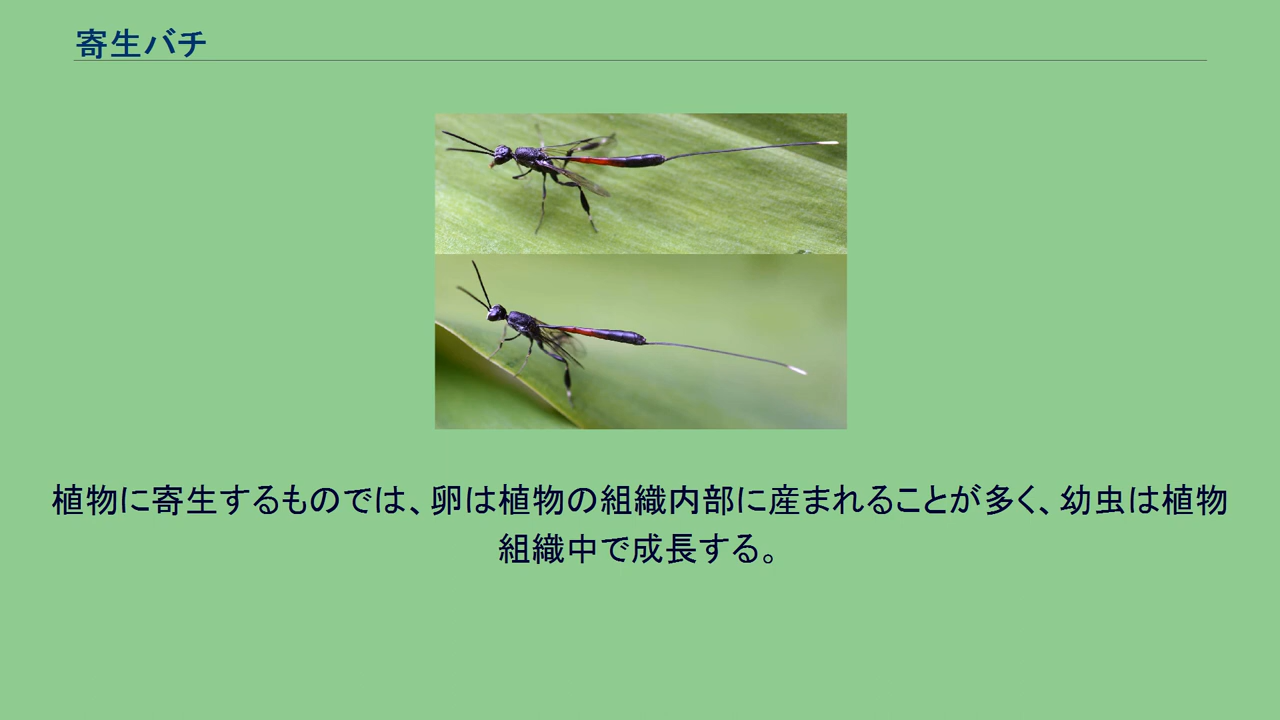 寄生バチ
植物に寄生するものでは、卵は植物の組織内部に産まれることが多く、幼虫は植物
組織中で成長する。